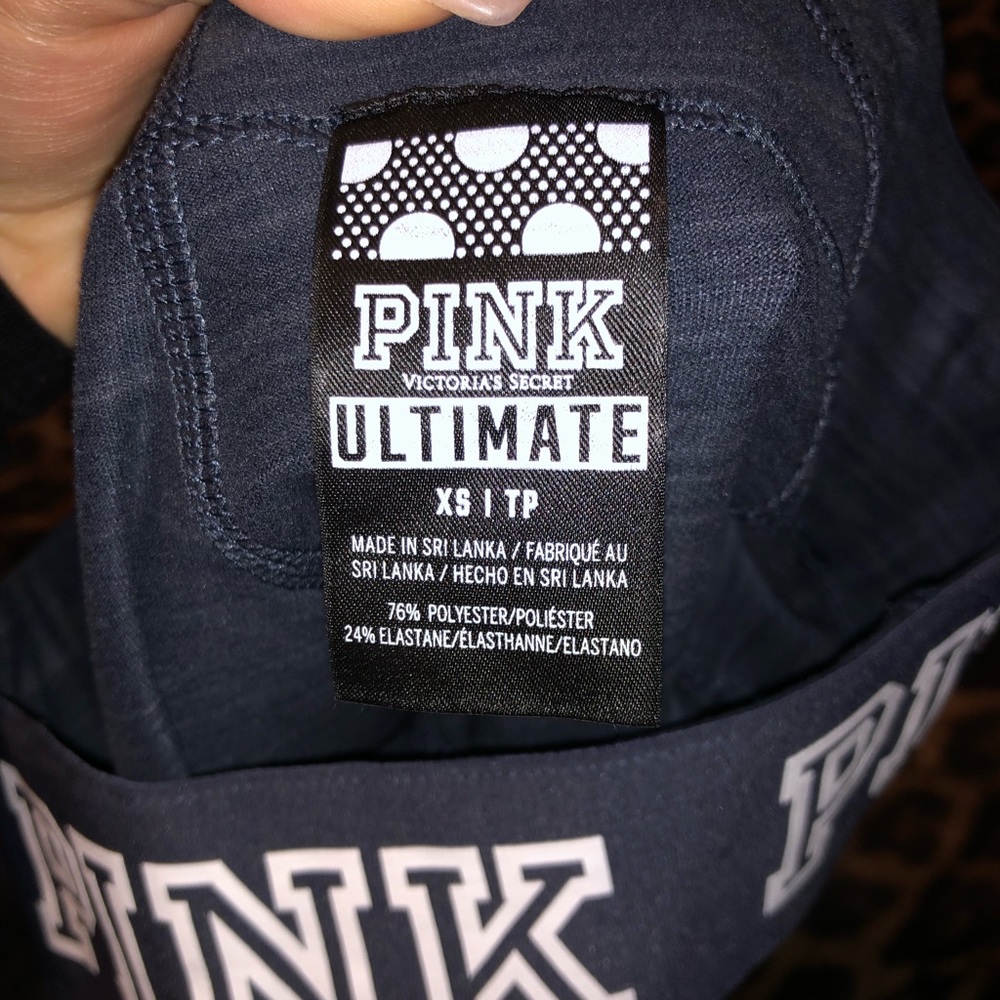 PINK
VICTORIA'S SECRET
ULTIMATE
XS | TP
MADE IN SRI LANKA / FABRIQUÉ AU
SRI LANKA / HECHO EN SRI LANKA
76% POLYESTER/POLIÉSTER
24% ELASTANE/ÉLASTHANNE/ELASTANO
PINK